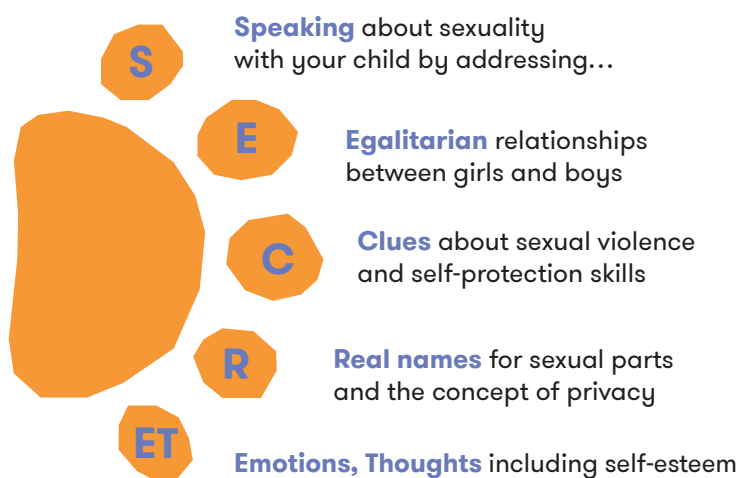 S
Speaking about sexuality
with your child by addressing...
E
Egalitarian relationships
between girls and boys
C
Clues about sexual violence
and self-protection skills
R
Real names for sexual parts
and the concept of privacy
ET
Emotions, Thoughts including self-esteem